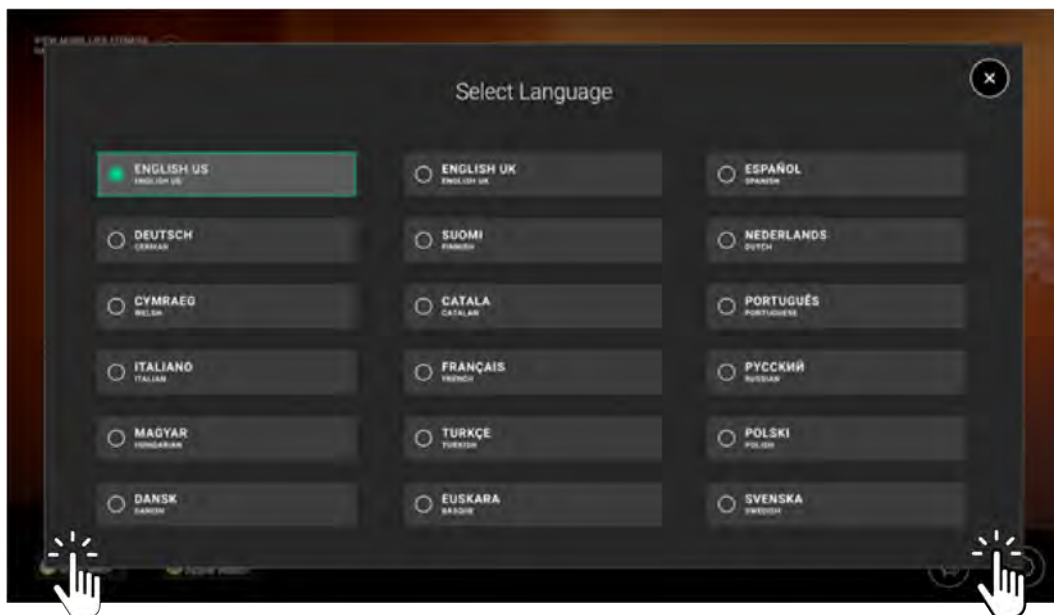 Select Language
ENGLISH US
ENGLISH US
ENGLISH UK
ENGLISH UK
ESPAÑOL
SPANISH
DEUTSCH
GERMAN
SUOMI
FINNISH
NEDERLANDS
DUTCH
CYMRAEG
WELSH
CATALA
CATALAN
PORTUGUÊS
PORTUGUESE
ITALIANO
ITALIAN
FRANÇAIS
FRENCH
РУССКИЙ
RUSSIAN
MAGYAR
HUNGARIAN
TURKÇE
TURKISH
POLSKI
POLISH
DANSK
DANISH
EUSKARA
BASQUE
SVENSKA
SWEDISH